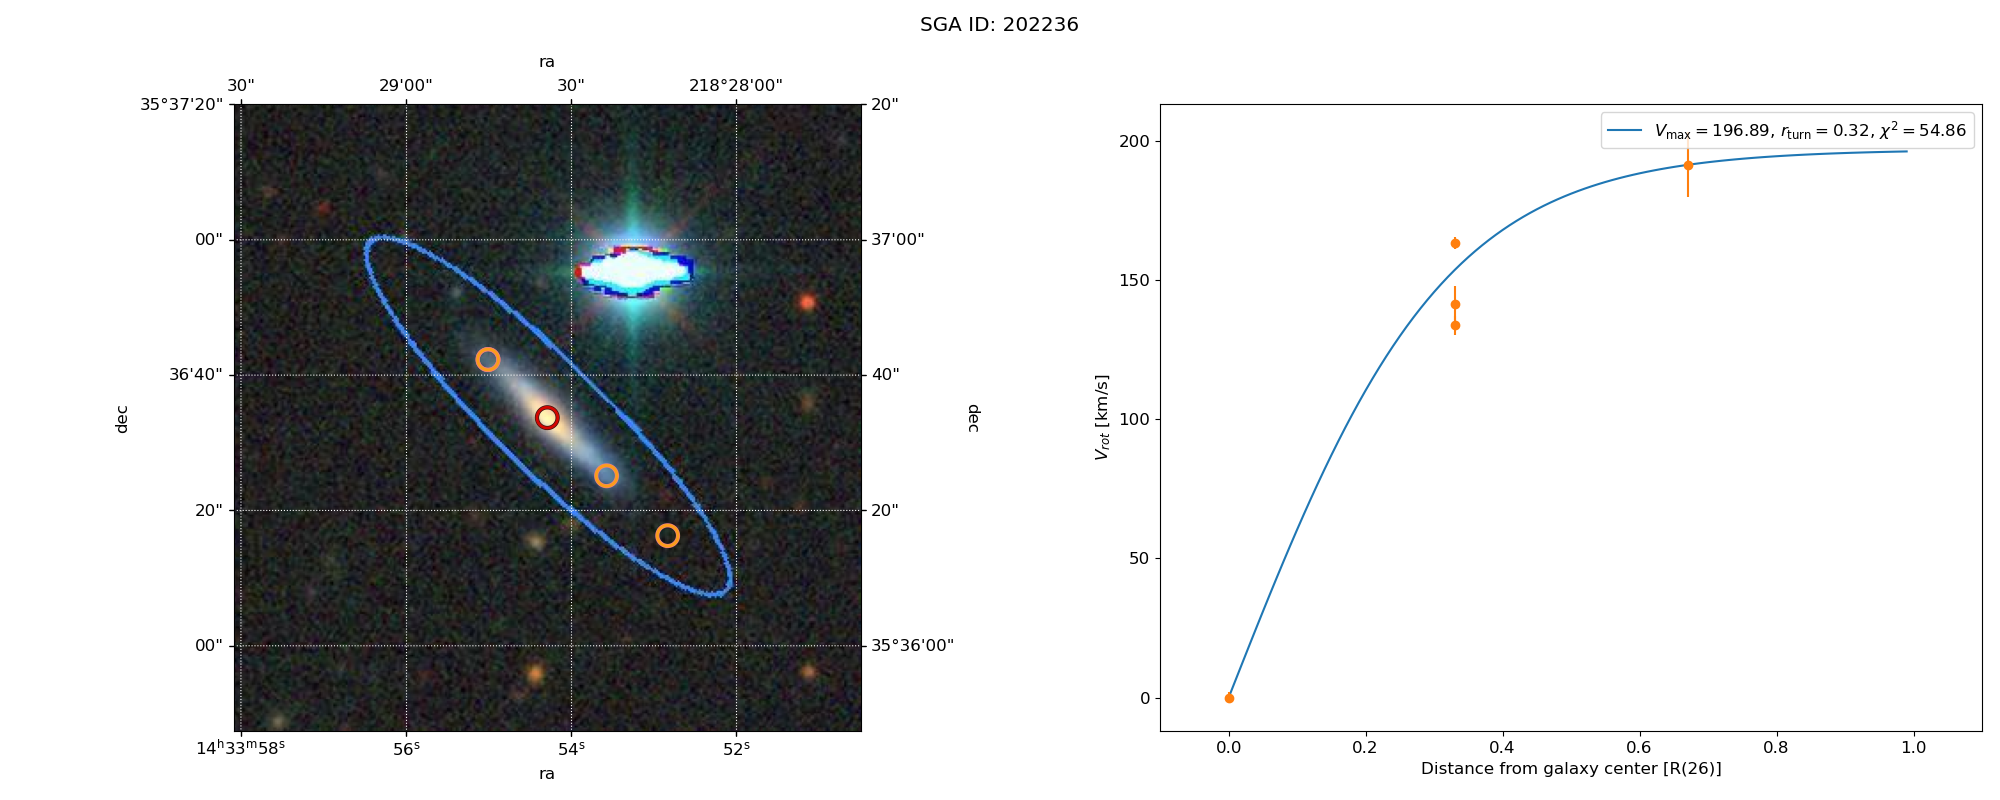 SGA ID: 202236
ra
30" 29'00" 30" 218°28'00"
35°37'20" 20"
00" 37'00"
36'40" 40"
dec dec
20" 20"
00" 35°36'00"
14ʰ33ᵐ58ˢ 56ˢ 54ˢ 52ˢ
ra
V_max = 196.89, r_turn = 0.32, χ² = 54.86
200
150
100
50
0
V_rot [km/s]
0.0 0.2 0.4 0.6 0.8 1.0
Distance from galaxy center [R(26)]